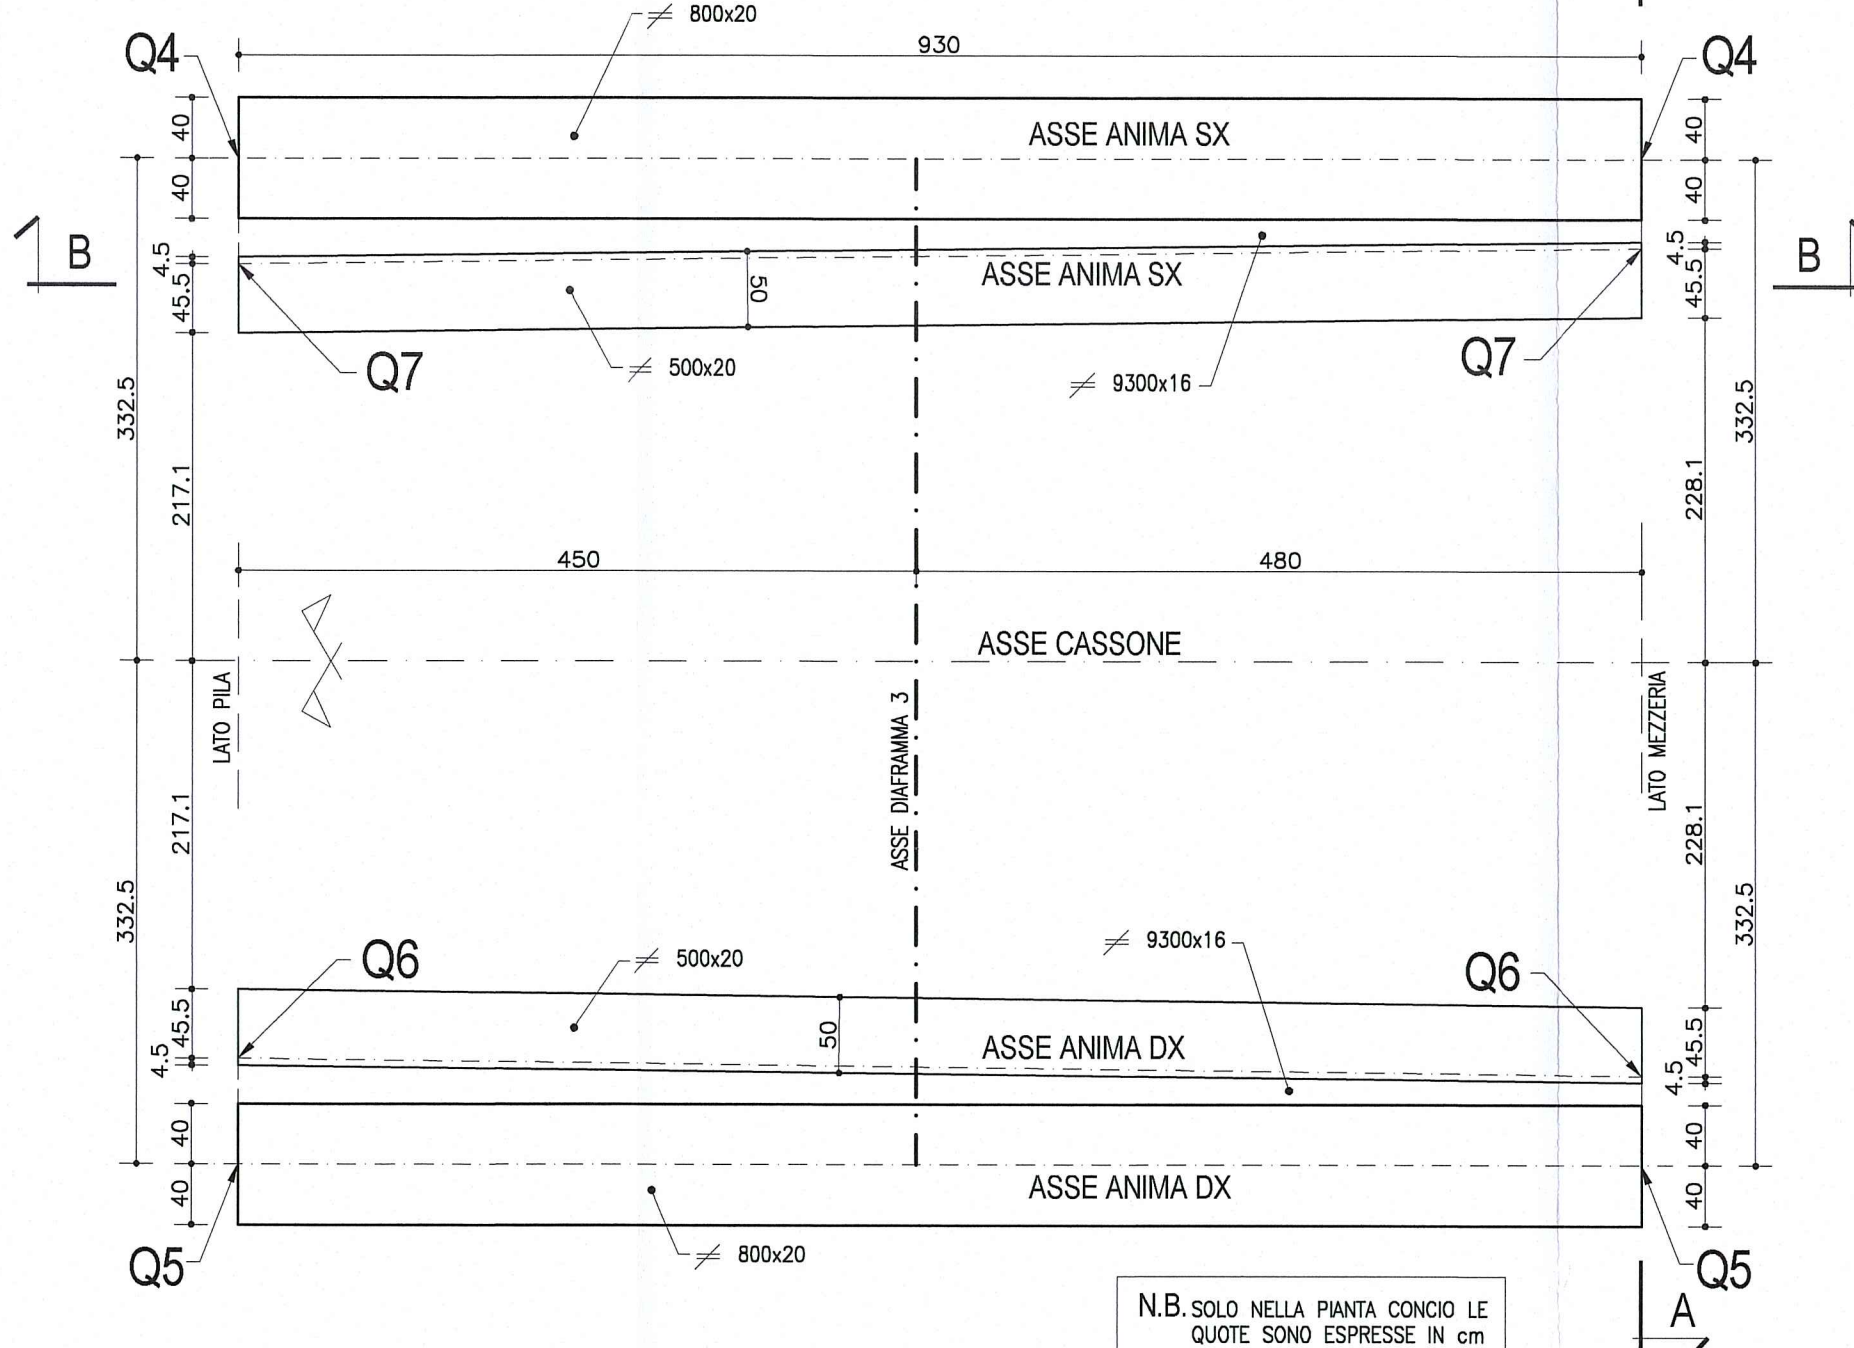 800x20
930
Q4
Q4
40
ASSE ANIMA SX
40
40
40
B
4.5
4.5
B
45.5
50
ASSE ANIMA SX
45.5
Q7
500x20
9300x16
Q7
332.5
332.5
217.1
228.1
450
480
ASSE CASSONE
LATO PILA
ASSE DIAFRAMMA 3
LATO MEZZERIA
217.1
228.1
332.5
332.5
Q6
500x20
9300x16
Q6
45.5
50
ASSE ANIMA DX
45.5
4.5
4.5
40
40
40
ASSE ANIMA DX
40
Q5
800x20
Q5
N.B. SOLO NELLA PIANTA CONCIO LE
QUOTE SONO ESPRESSE IN cm
A